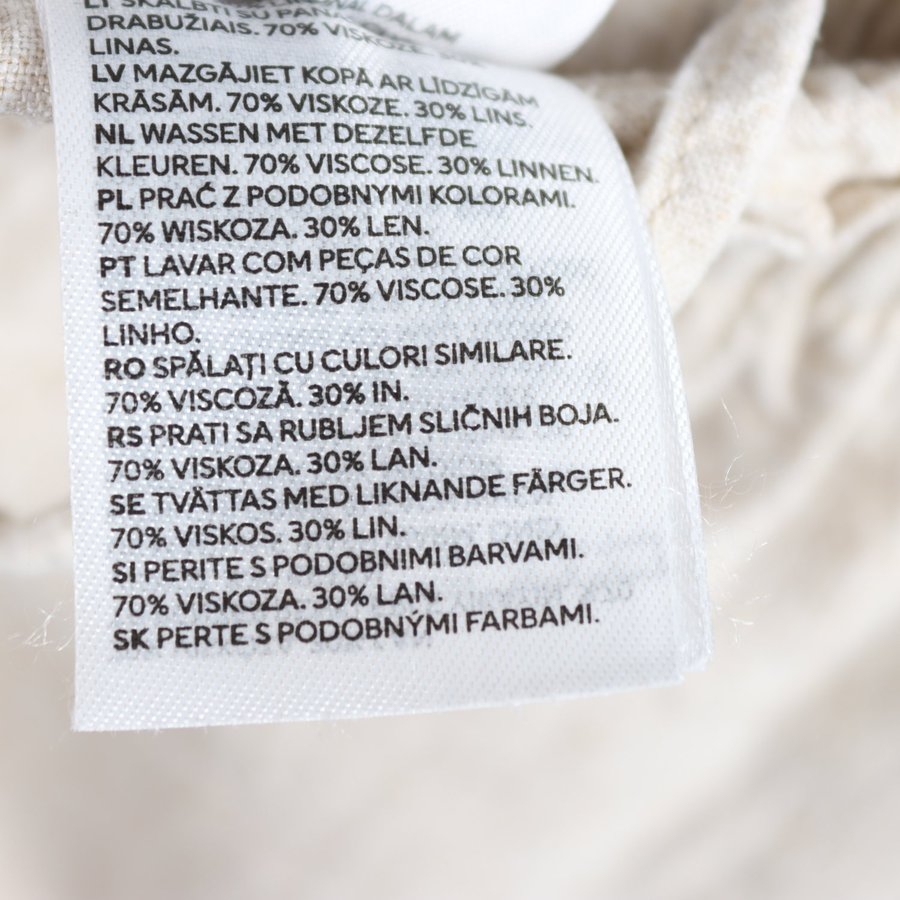 LT SKALBTI SU
DRABUŽIAIS. 70% VISKOZĖ.
LINAS.
LV MAZGĀJIET KOPĀ AR LĪDZĪGĀM
KRĀSĀM. 70% VISKOZE. 30% LINS.
NL WASSEN MET DEZELFDE
KLEUREN. 70% VISCOSE. 30% LINNEN.
PL PRAĆ Z PODOBNYMI KOLORAMI.
70% WISKOZA. 30% LEN.
PT LAVAR COM PEÇAS DE COR
SEMELHANTE. 70% VISCOSE. 30%
LINHO.
RO SPĂLAȚI CU CULORI SIMILARE.
70% VISCOZĂ. 30% IN.
RS PRATI SA RUBLJEM SLIČNIH BOJA.
70% VISKOZA. 30% LAN.
SE TVÄTTAS MED LIKNANDE FÄRGER.
70% VISKOS. 30% LIN.
SI PERITE S PODOBNIMI BARVAMI.
70% VISKOZA. 30% LAN.
SK PERTE S PODOBNÝMI FARBAMI.